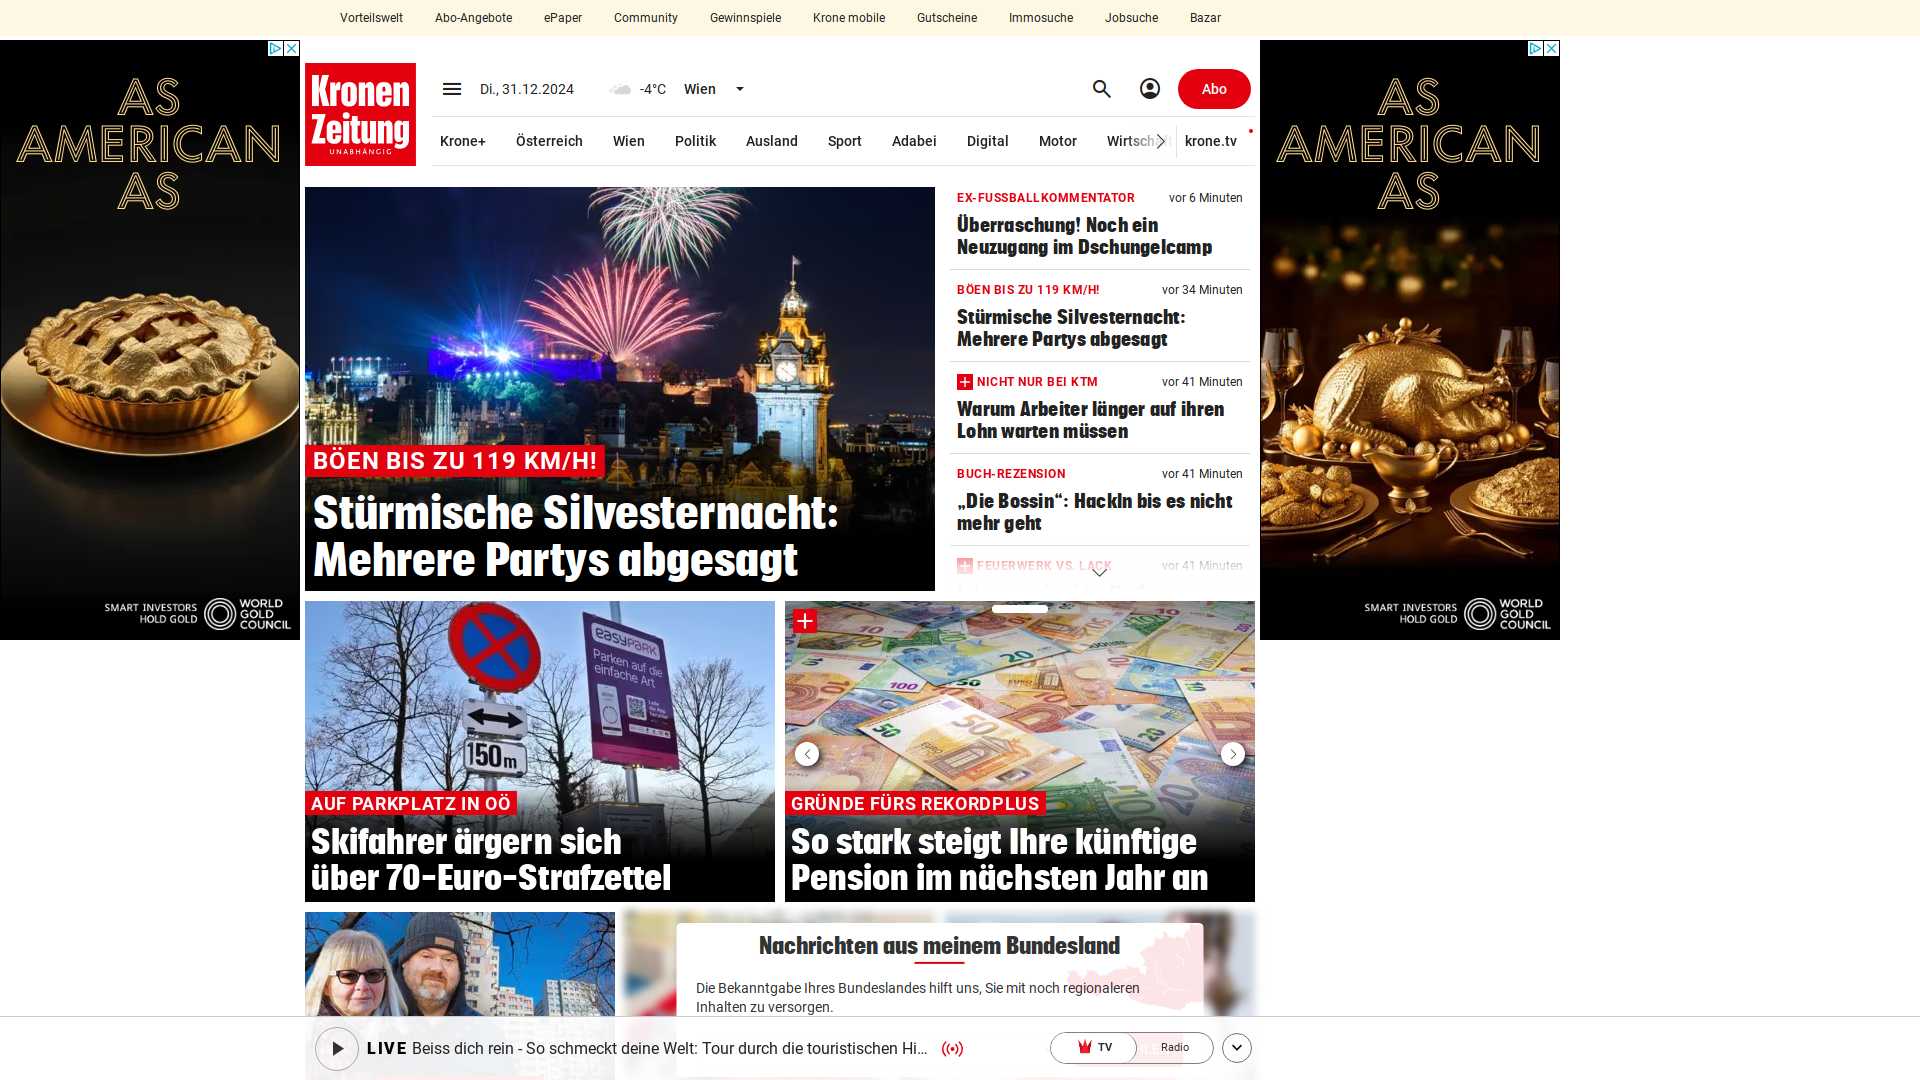 Vorteilswelt Abo-Angebote ePaper Community Gewinnspiele Krone mobile Gutscheine Immosuche Jobsuche Bazar
AS
AMERICAN
AS
SMART INVESTORS
HOLD GOLD
WORLD
GOLD
COUNCIL
Kronen
Zeitung
UNABHÄNGIG
Di., 31.12.2024 -4°C Wien Abo
Krone+ Österreich Wien Politik Ausland Sport Adabei Digital Motor krone.tv
BÖEN BIS ZU 119 KM/H!
Stürmische Silvesternacht:
Mehrere Partys abgesagt
EX-FUSSBALLKOMMENTATOR vor 6 Minuten
Überraschung! Noch ein
Neuzugang im Dschungelcamp
BÖEN BIS ZU 119 KM/H! vor 34 Minuten
Stürmische Silvesternacht:
Mehrere Partys abgesagt
NICHT NUR BEI KTM vor 41 Minuten
Warum Arbeiter länger auf ihren
Lohn warten müssen
BUCH-REZENSION vor 41 Minuten
„Die Bossin“: Hackln bis es nicht
mehr geht
FEUERWERK VS. LACK vor 41 Minuten
AS
AMERICAN
AS
SMART INVESTORS
HOLD GOLD
WORLD
GOLD
COUNCIL
easyPARK
Parken auf die
einfache Art
150m
AUF PARKPLATZ IN OÖ
Skifahrer ärgern sich
über 70-Euro-Strafzettel
GRÜNDE FÜRS REKORDPLUS
So stark steigt Ihre künftige
Pension im nächsten Jahr an
Nachrichten aus meinem Bundesland
Die Bekanntgabe Ihres Bundeslandes hilft uns, Sie mit noch regionaleren
Inhalten zu versorgen.
LIVE Beiss dich rein - So schmeckt deine Welt: Tour durch die touristischen Hi... TV Radio